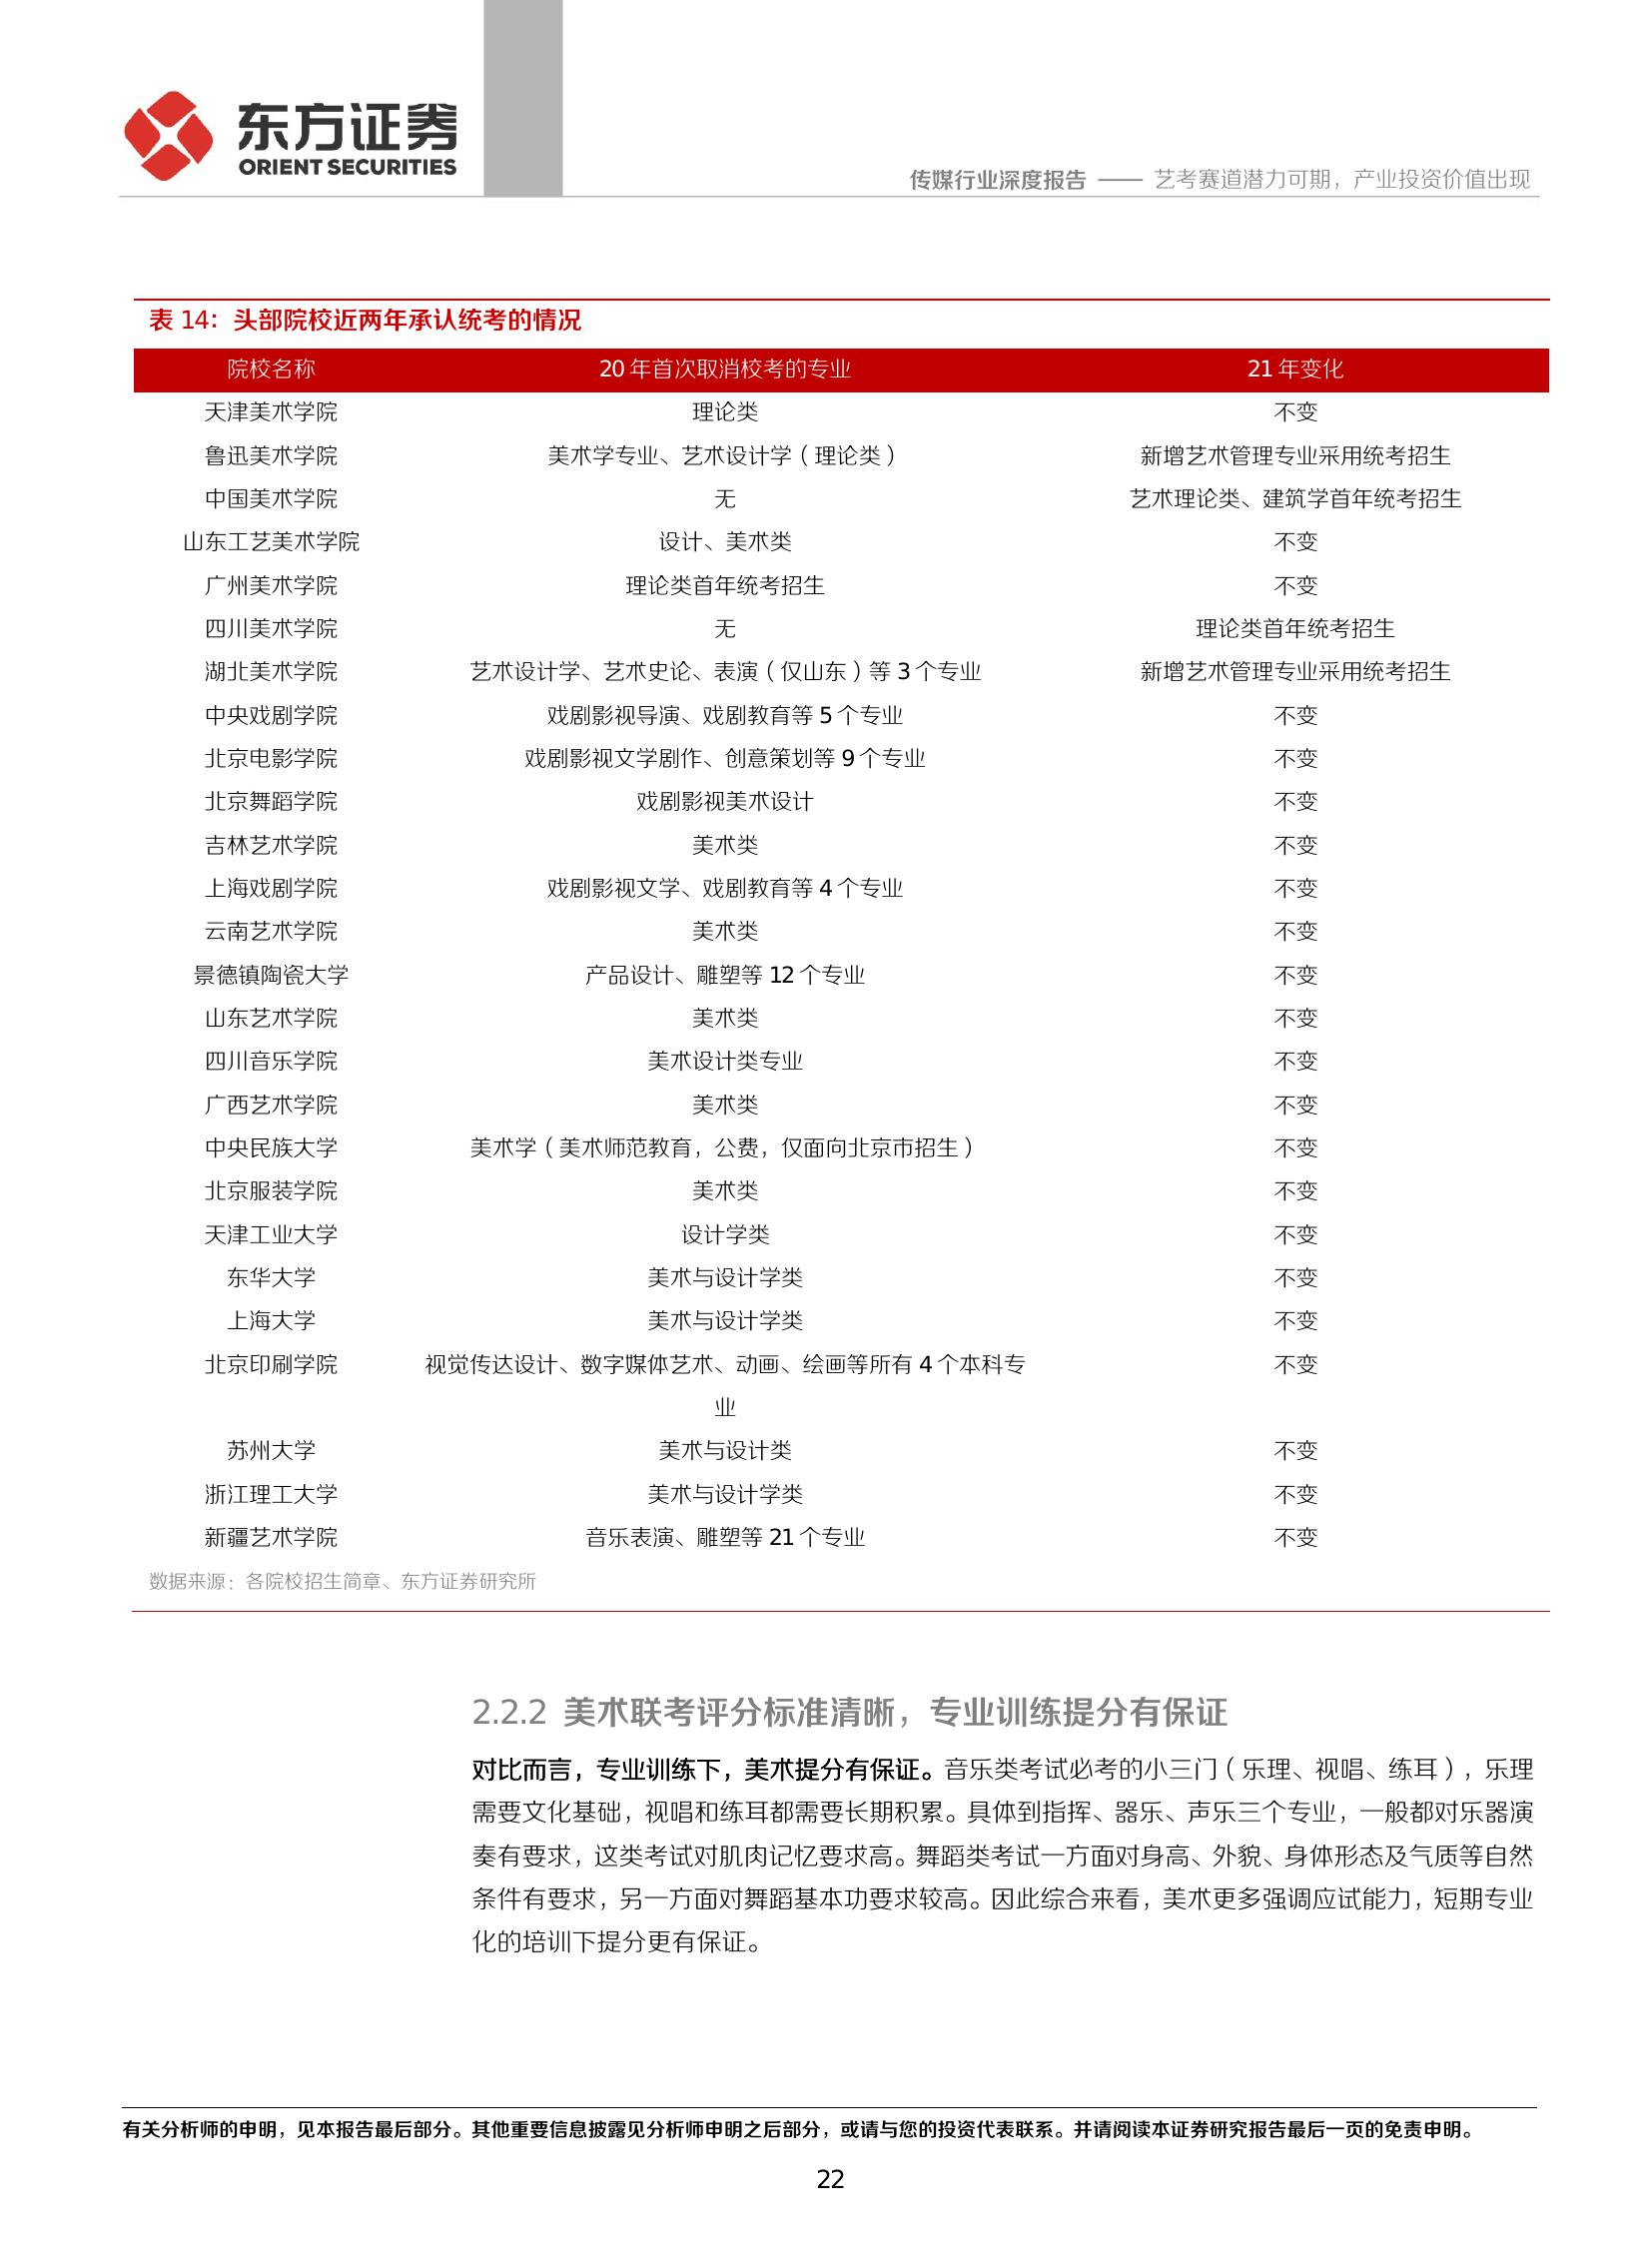 东方证券
ORIENT SECURITIES
传媒行业深度报告 —— 艺考赛道潜力可期，产业投资价值出现
表 14：头部院校近两年承认统考的情况
院校名称 20 年首次取消校考的专业 21 年变化
天津美术学院 理论类 不变
鲁迅美术学院 美术学专业、艺术设计学（理论类） 新增艺术管理专业采用统考招生
中国美术学院 无 艺术理论类、建筑学首年统考招生
山东工艺美术学院 设计、美术类 不变
广州美术学院 理论类首年统考招生 不变
四川美术学院 无 理论类首年统考招生
湖北美术学院 艺术设计学、艺术史论、表演（仅山东）等 3 个专业 新增艺术管理专业采用统考招生
中央戏剧学院 戏剧影视导演、戏剧教育等 5 个专业 不变
北京电影学院 戏剧影视文学剧作、创意策划等 9 个专业 不变
北京舞蹈学院 戏剧影视美术设计 不变
吉林艺术学院 美术类 不变
上海戏剧学院 戏剧影视文学、戏剧教育等 4 个专业 不变
云南艺术学院 美术类 不变
景德镇陶瓷大学 产品设计、雕塑等 12 个专业 不变
山东艺术学院 美术类 不变
四川音乐学院 美术设计类专业 不变
广西艺术学院 美术类 不变
中央民族大学 美术学（美术师范教育，公费，仅面向北京市招生） 不变
北京服装学院 美术类 不变
天津工业大学 设计学类 不变
东华大学 美术与设计学类 不变
上海大学 美术与设计学类 不变
北京印刷学院 视觉传达设计、数字媒体艺术、动画、绘画等所有 4 个本科专 不变
业
苏州大学 美术与设计类 不变
浙江理工大学 美术与设计学类 不变
新疆艺术学院 音乐表演、雕塑等 21 个专业 不变
数据来源：各院校招生简章、东方证券研究所
2.2.2 美术联考评分标准清晰，专业训练提分有保证
对比而言，专业训练下，美术提分有保证。音乐类考试必考的小三门（乐理、视唱、练耳），乐理
需要文化基础，视唱和练耳都需要长期积累。具体到指挥、器乐、声乐三个专业，一般都对乐器演
奏有要求，这类考试对肌肉记忆要求高。舞蹈类考试一方面对身高、外貌、身体形态及气质等自然
条件有要求，另一方面对舞蹈基本功要求较高。因此综合来看，美术更多强调应试能力，短期专业
化的培训下提分更有保证。
有关分析师的申明，见本报告最后部分。其他重要信息披露见分析师申明之后部分，或请与您的投资代表联系。并请阅读本证券研究报告最后一页的免责申明。
22